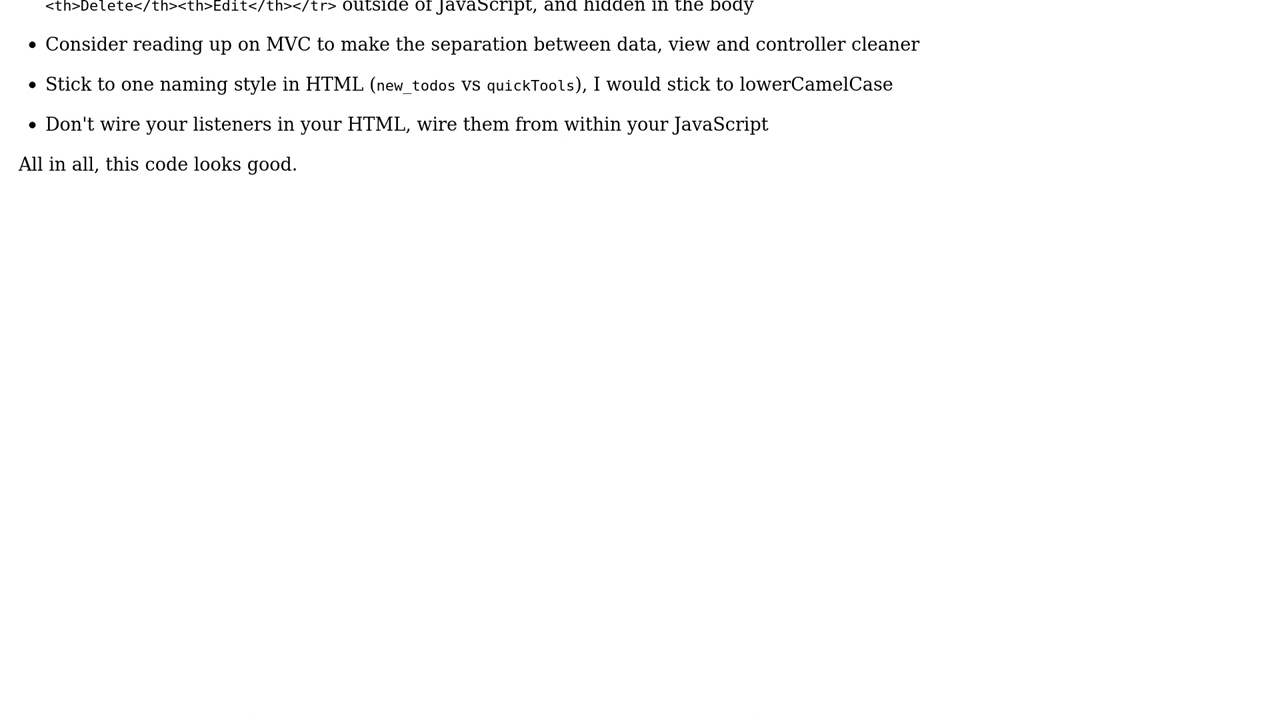 <th>Delete</th><th>Edit</th></tr> outside of JavaScript, and hidden in the body
• Consider reading up on MVC to make the separation between data, view and controller cleaner
• Stick to one naming style in HTML (new_todos vs quickTools), I would stick to lowerCamelCase
• Don't wire your listeners in your HTML, wire them from within your JavaScript
All in all, this code looks good.